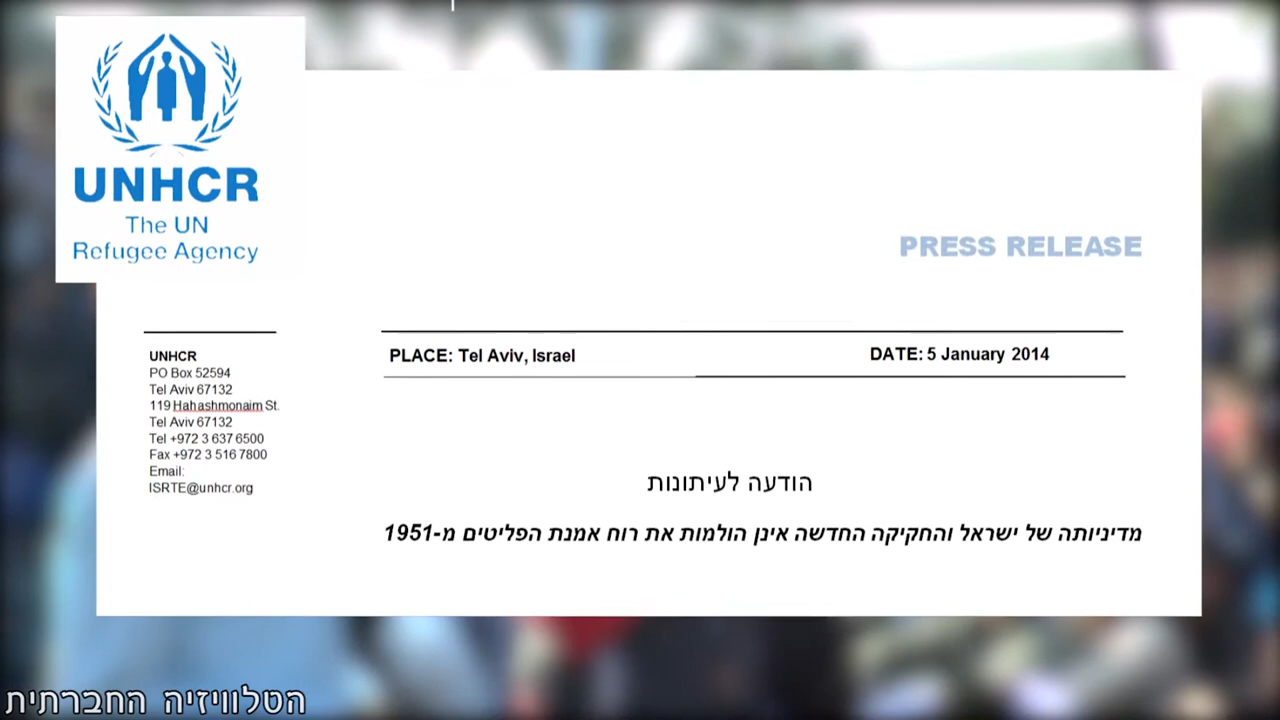 UNHCR
The UN
Refugee Agency
PRESS RELEASE
UNHCR
PO Box 52594
Tel Aviv 67132
119 Hahashmonaim St.
Tel Aviv 67132
Tel +972 3 637 6500
Fax +972 3 516 7800
Email:
ISRTE@unhcr.org
PLACE: Tel Aviv, Israel
DATE: 5 January 2014
הודעה לעיתונות
מדיניותה של ישראל והחקיקה החדשה אינן הולמות את רוח אמנת הפליטים מ-1951
הטלוויזיה החברתית